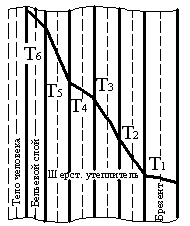 T6
T5
T4
T3
T2
T1
Тело человека
Бельевой слой
Шерст. утеплитель
Брезент